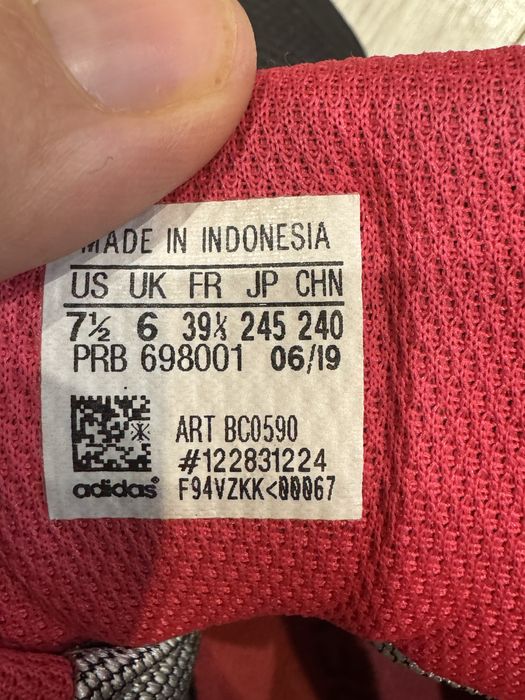 MADE IN INDONESIA
US UK FR JP CHN
7½ 6 39⅓ 245 240
PRB 698001 06/19
ART BC0590
#122831224
adidas® F94VZKK<00067